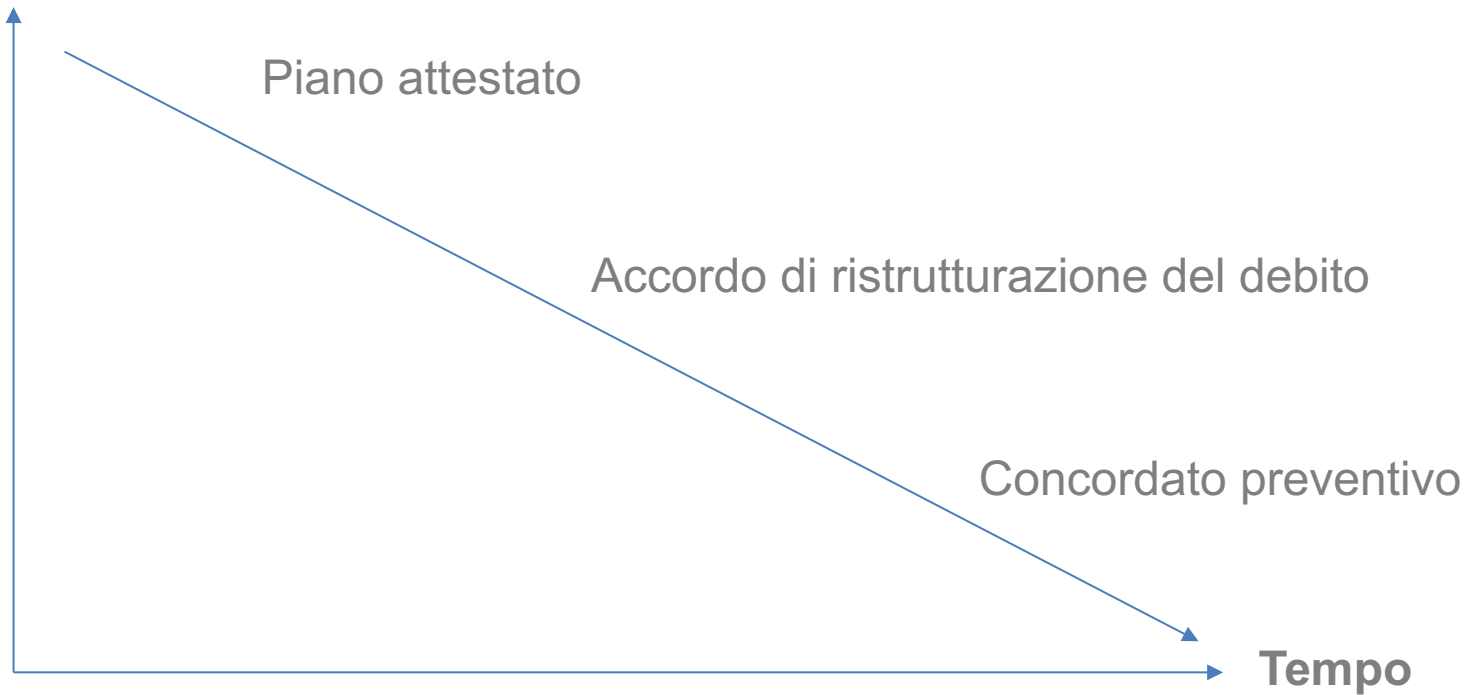 Piano attestato
Accordo di ristrutturazione del debito
Concordato preventivo
Tempo